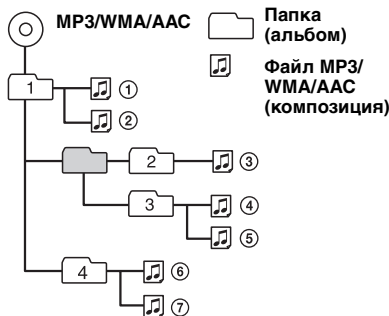 MP3/WMA/AAC
Папка
(альбом)
Файл MP3/
WMA/AAC
(композиция)
1
①
②
2
③
3
④
⑤
4
⑥
⑦